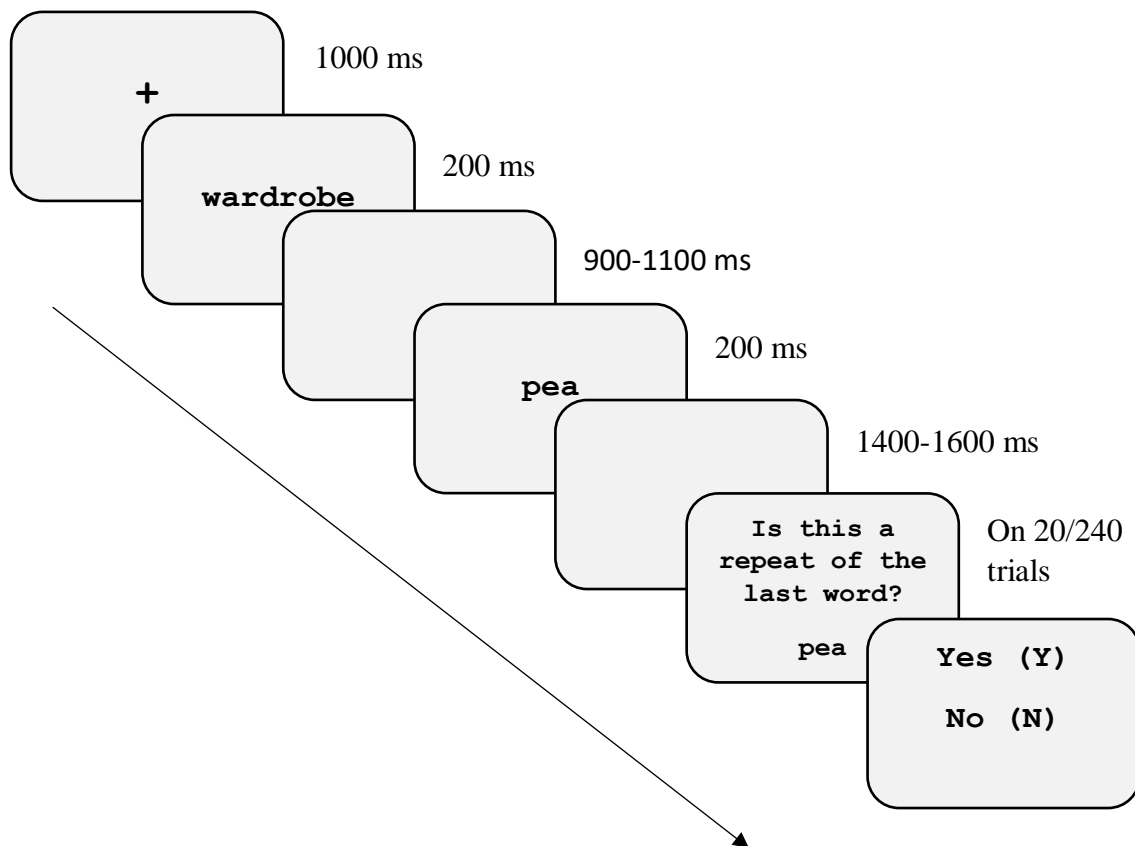 +
1000 ms
wardrobe
200 ms
900-1100 ms
pea
200 ms
1400-1600 ms
Is this a
repeat of the
last word?
pea
On 20/240
trials
Yes (Y)
No (N)